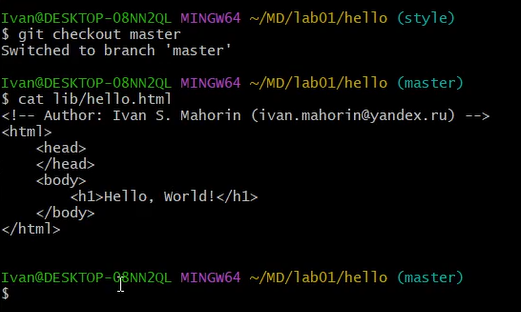 Ivan@DESKTOP-08NN2QL MINGW64 ~/MD/lab01/hello (style)
$ git checkout master
Switched to branch 'master'
Ivan@DESKTOP-08NN2QL MINGW64 ~/MD/lab01/hello (master)
$ cat lib/hello.html
<!-- Author: Ivan S. Mahorin (ivan.mahorin@yandex.ru) -->
<html>
    <head>
    </head>
    <body>
        <h1>Hello, World!</h1>
    </body>
</html>
Ivan@DESKTOP-08NN2QL MINGW64 ~/MD/lab01/hello (master)
$